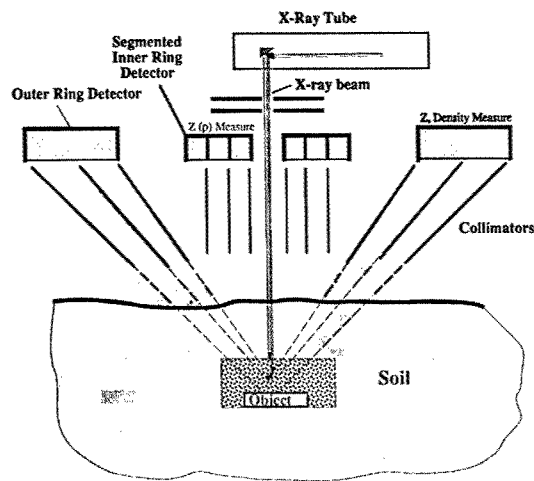 X-Ray Tube
Segmented
Inner Ring
Detector
X-ray beam
Outer Ring Detector
Z (p) Measure
Z, Density Measure
Collimators
Soil
Object